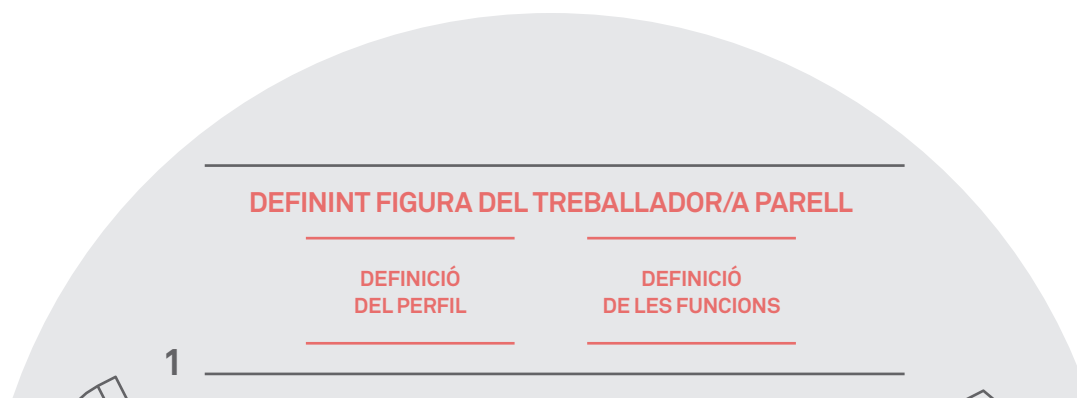 DEFININT FIGURA DEL TREBALLADOR/A PARELL
DEFINICIÓ
DEL PERFIL
DEFINICIÓ
DE LES FUNCIONS
1